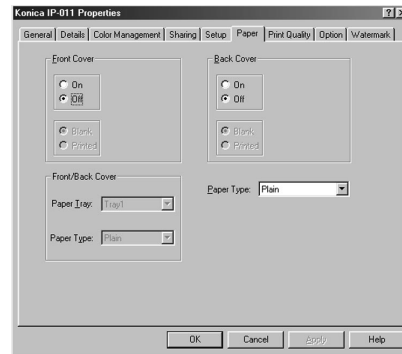 Konica IP-011 Properties
General Details Color Management Sharing Setup Paper Print Quality Option Watermark
Front Cover
On
Off
Blank
Printed
Back Cover
On
Off
Blank
Printed
Front/Back Cover
Paper Tray: Tray1
Paper Type: Plain
Paper Type: Plain
OK Cancel Apply Help